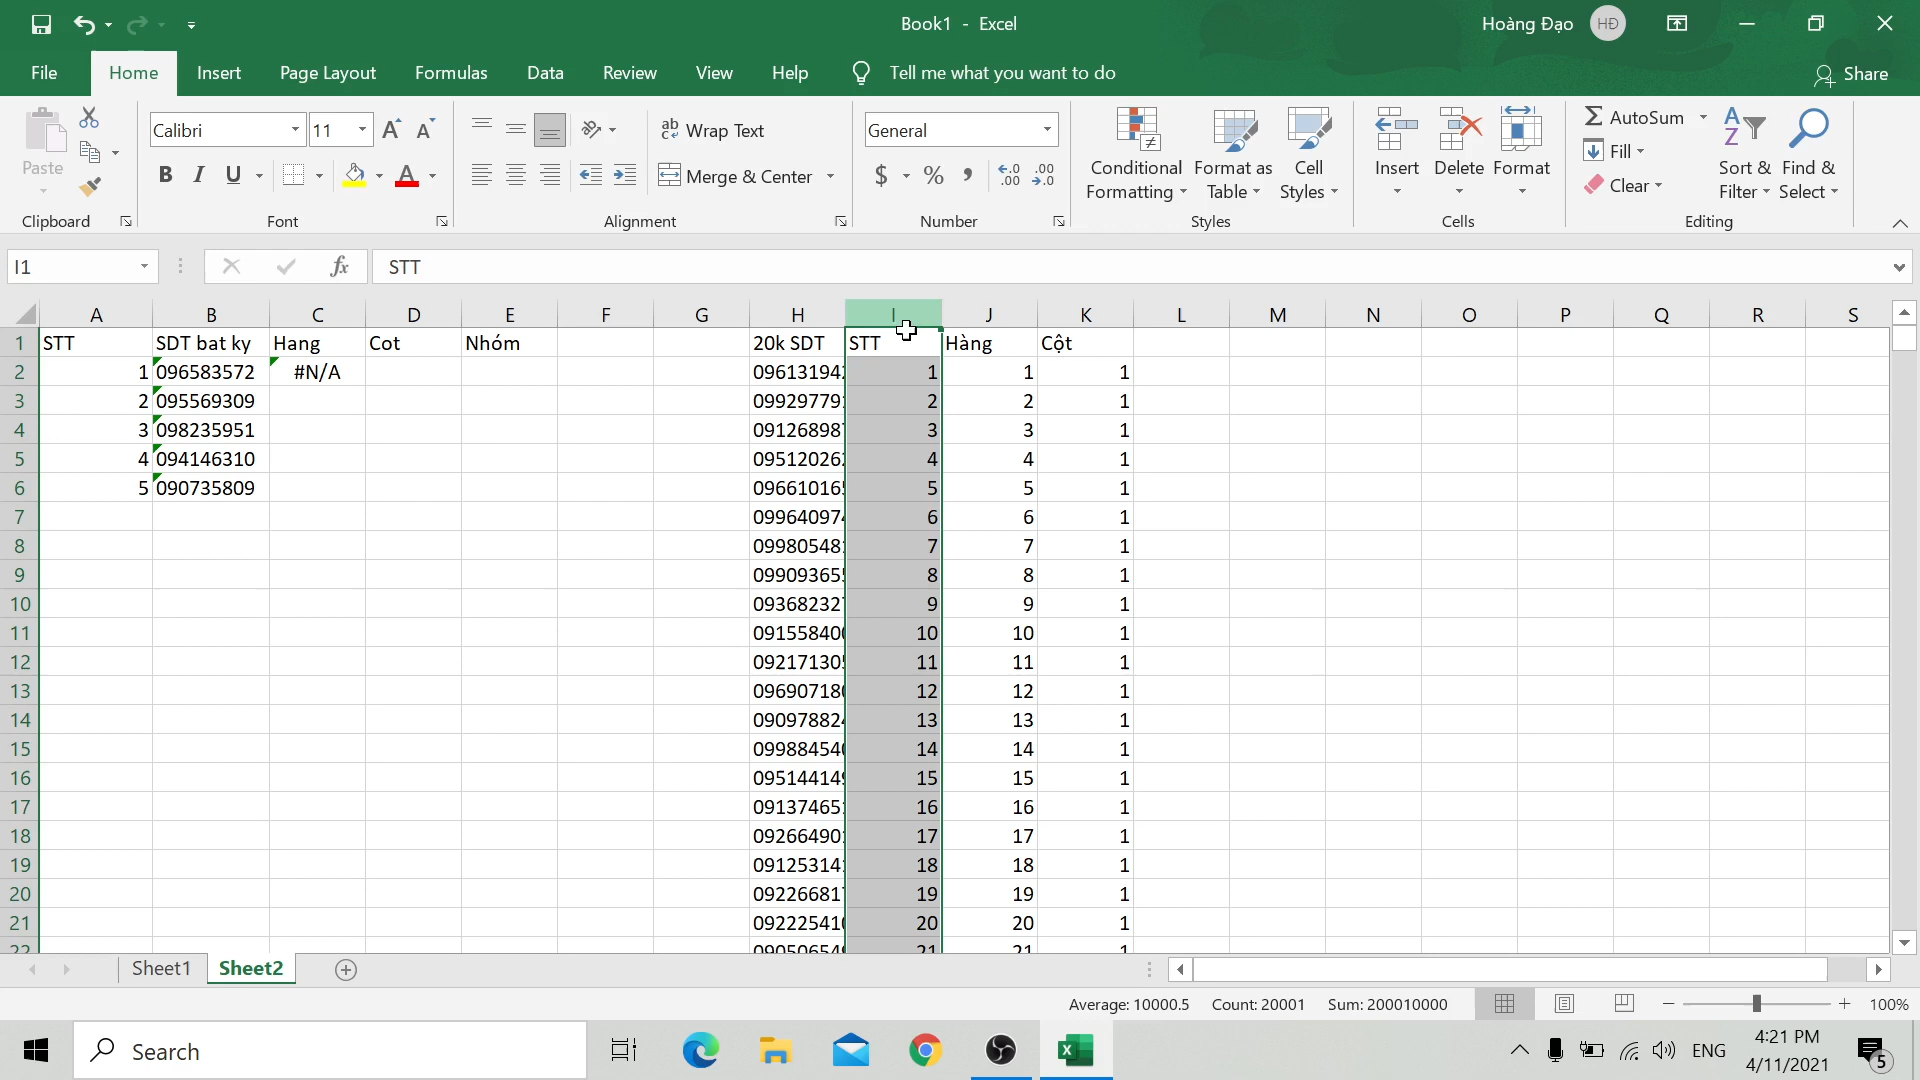 Book1 - Excel
Hoàng Đạo HĐ
File Home Insert Page Layout Formulas Data Review View Help Tell me what you want to do Share
Paste
Calibri 11
Wrap Text
Merge & Center
General
Conditional Formatting
Format as Table
Cell Styles
Insert Delete Format
AutoSum
Fill
Clear
Sort & Filter
Find & Select
Clipboard Font Alignment Number Styles Cells Editing
I1 fx STT
A B C D E F G H I J K L M N O P Q R S
1 STT SDT bat ky Hang Cot Nhóm 20k SDT STT Hàng Cột
2 1 096583572 #N/A 09613194 1 1 1
3 2 095569309 09929779 2 2 1
4 3 098235951 09126898 3 3 1
5 4 094146310 09512026 4 4 1
6 5 090735809 09661016 5 5 1
7 09964097 6 6 1
8 09980548 7 7 1
9 09909365 8 8 1
10 09368232 9 9 1
11 09155840 10 10 1
12 09217130 11 11 1
13 09690718 12 12 1
14 09097882 13 13 1
15 09988454 14 14 1
16 09514414 15 15 1
17 09137465 16 16 1
18 09266490 17 17 1
19 09125314 18 18 1
20 09226681 19 19 1
21 09222541 20 20 1
22 21 21 1
Sheet1 Sheet2
Average: 10000.5 Count: 20001 Sum: 200010000 100%
Search
ENG
4:21 PM
4/11/2021
5